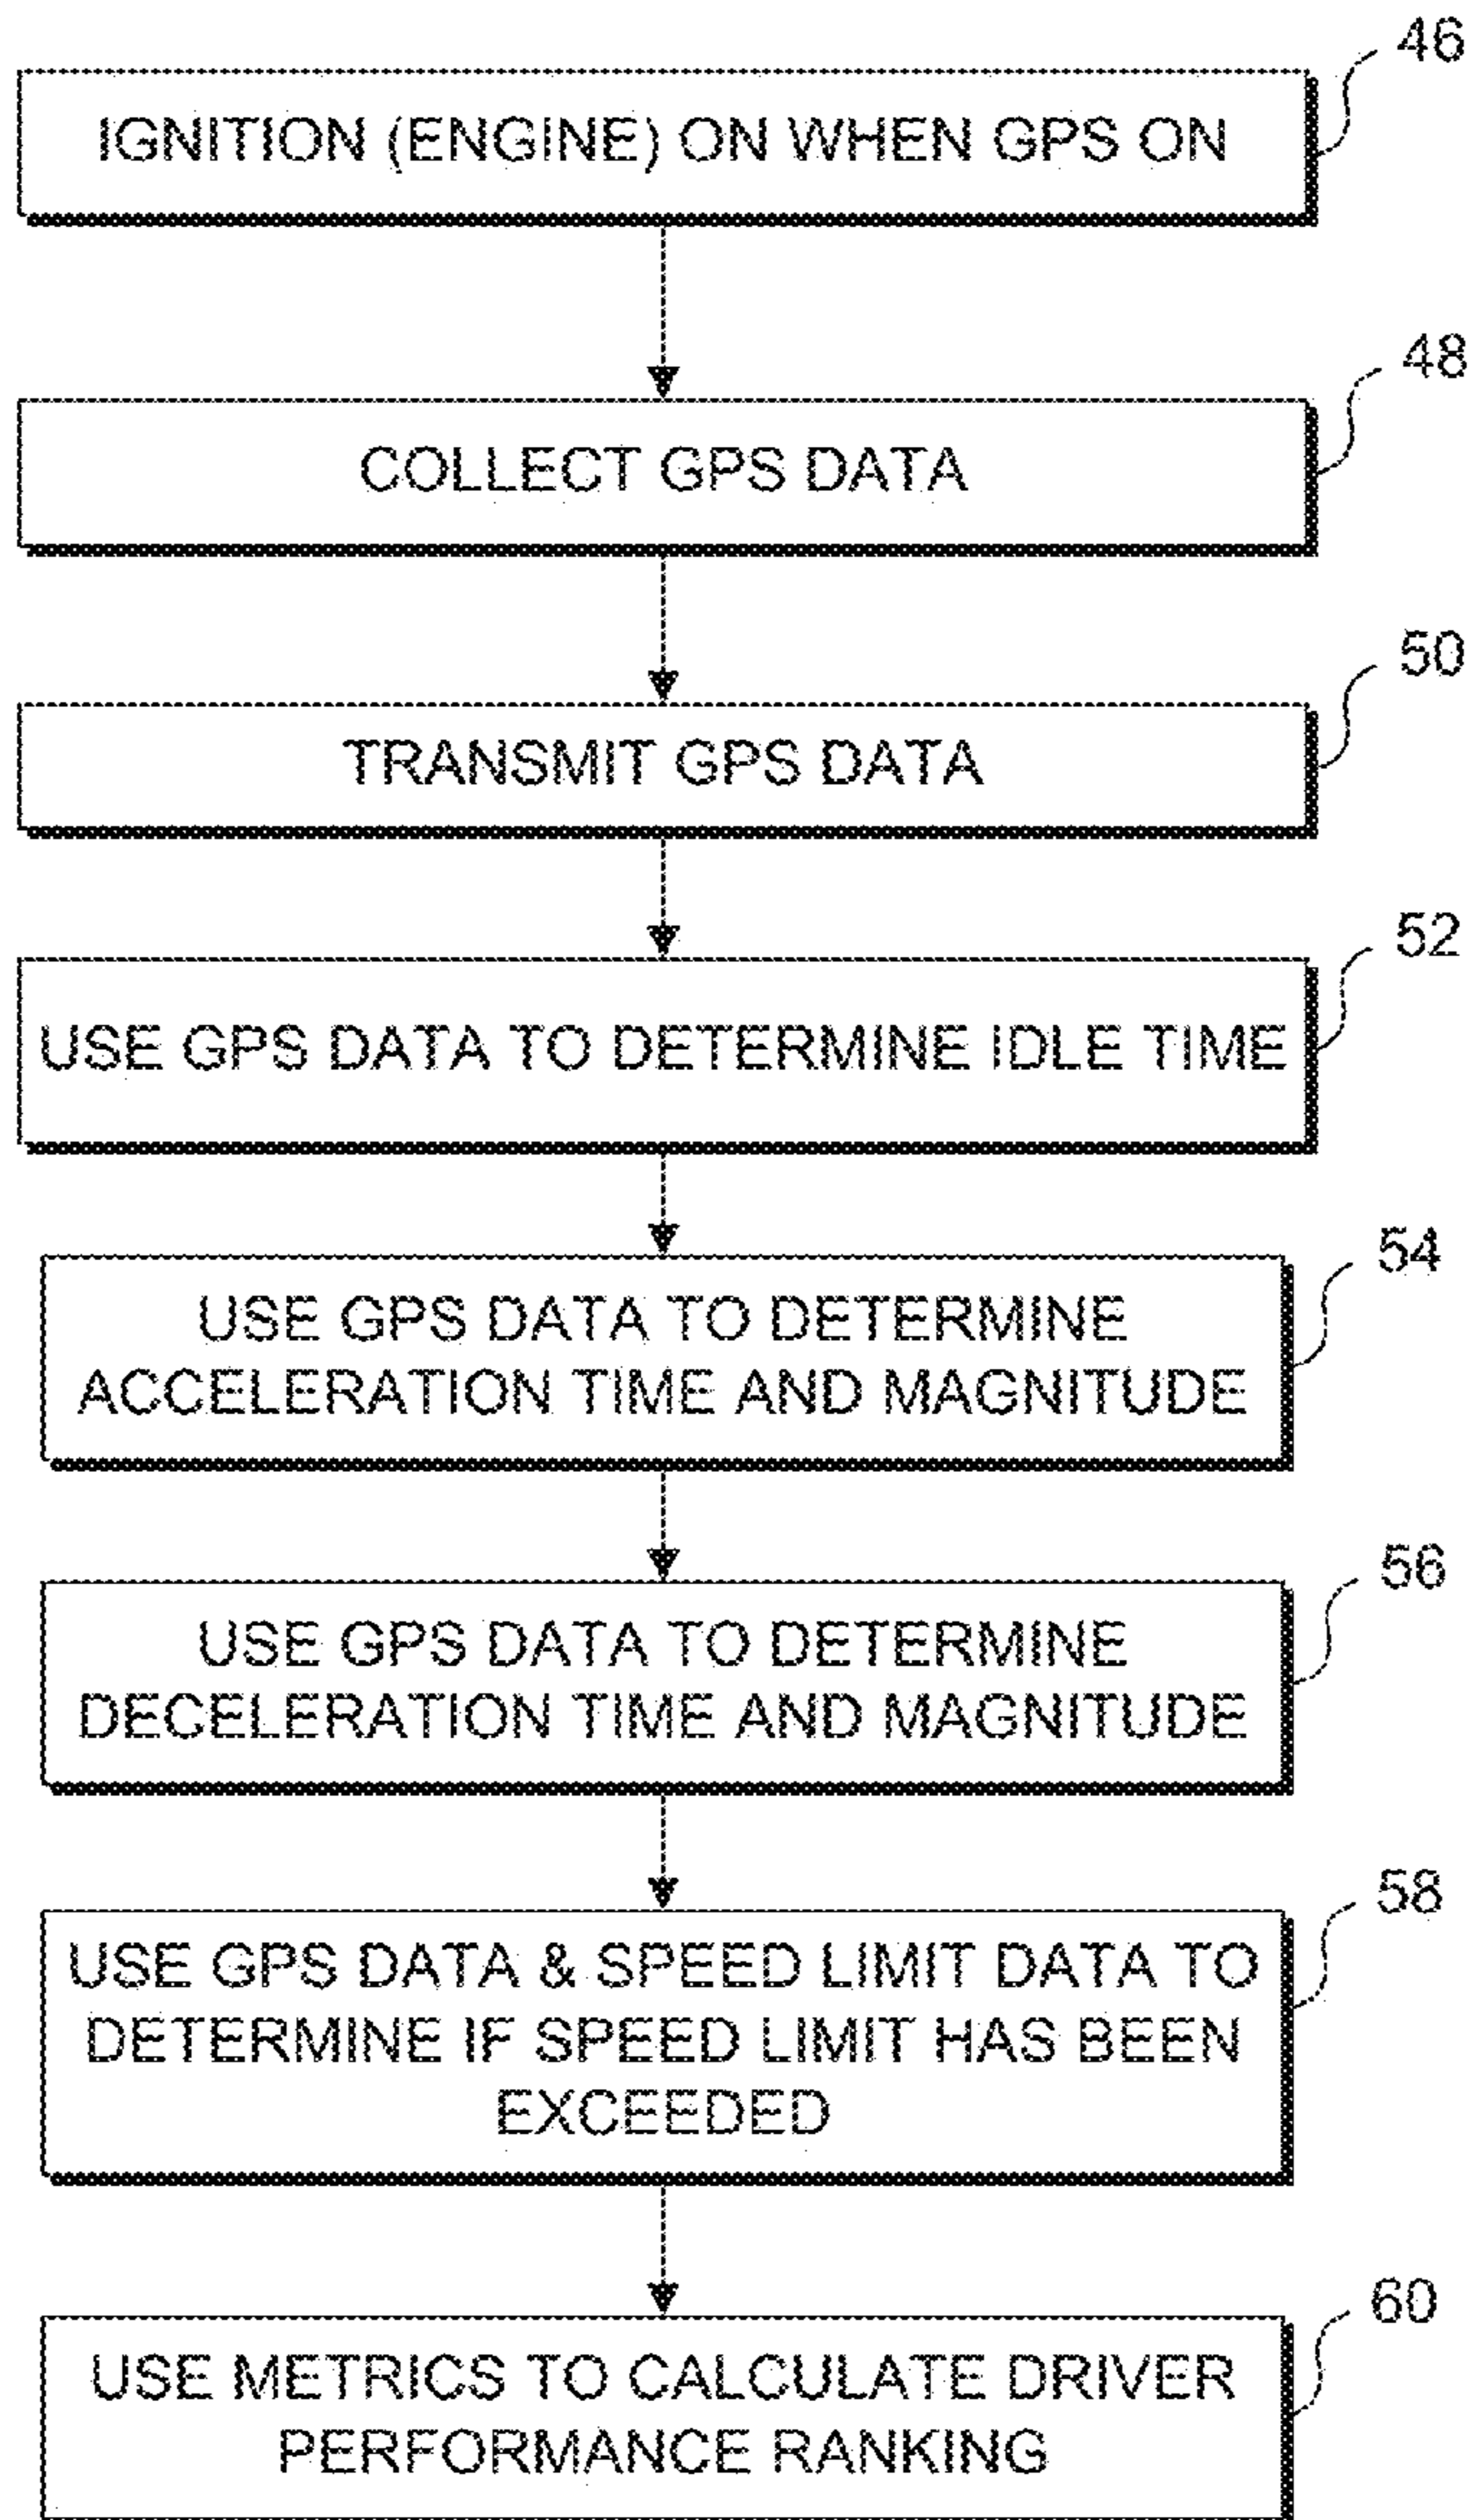 46
IGNITION (ENGINE) ON WHEN GPS ON
48
COLLECT GPS DATA
50
TRANSMIT GPS DATA
52
USE GPS DATA TO DETERMINE IDLE TIME
54
USE GPS DATA TO DETERMINE
ACCELERATION TIME AND MAGNITUDE
56
USE GPS DATA TO DETERMINE
DECELERATION TIME AND MAGNITUDE
58
USE GPS DATA & SPEED LIMIT DATA TO
DETERMINE IF SPEED LIMIT HAS BEEN
EXCEEDED
60
USE METRICS TO CALCULATE DRIVER
PERFORMANCE RANKING